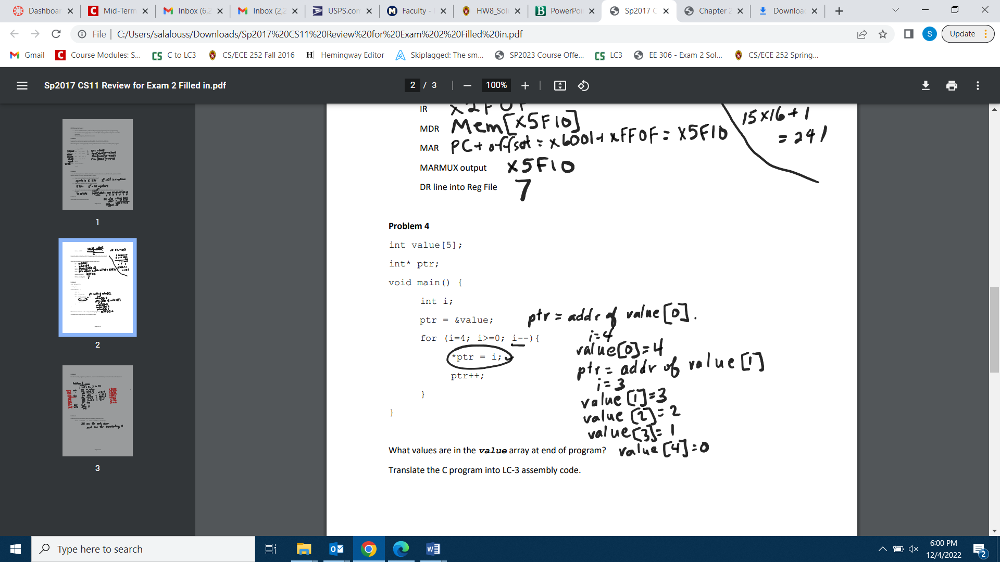 Dashboar
Mid-Term
Inbox (6,2
Inbox (2,2
USPS.com
Faculty -
HW8_Solu
PowerPoi
Sp2017 C
Chapter 2
Downloa
File
C:/Users/salalouss/Downloads/Sp2017%20CS11%20Review%20for%20Exam%202%20Filled%20in.pdf
S
Update
Gmail
Course Modules: S...
CS C to LC3
CS/ECE 252 Fall 2016
H Hemingway Editor
Skiplagged: The sm...
SP2023 Course Offe...
CS LC3
EE 306 - Exam 2 Sol...
CS/ECE 252 Spring...
Sp2017 CS11 Review for Exam 2 Filled in.pdf
2 / 3
100%
1
2
3
IR x2F0F
MDR Mem[x5F10]
MAR PC+ offset = x6001+xFF0F = x5F10
MARMUX output x5F10
DR line into Reg File 7
15x16+1
= 241
Problem 4
int value[5];
int* ptr;
void main() {
int i;
ptr = &value;
for (i=4; i>=0; i--){
*ptr = i;
ptr++;
}
}
ptr = addr of value[0].
i=4
value[0]=4
ptr = addr of value[1]
i=3
value[1]=3
value[2]=2
value[3]=1
What values are in the value array at end of program? value[4]=0
Translate the C program into LC-3 assembly code.
Type here to search
6:00 PM
12/4/2022
2